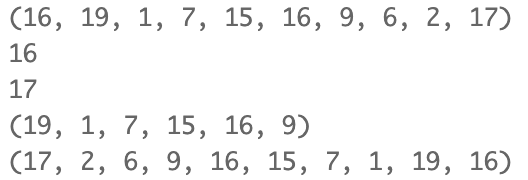 (16, 19, 1, 7, 15, 16, 9, 6, 2, 17)
16
17
(19, 1, 7, 15, 16, 9)
(17, 2, 6, 9, 16, 15, 7, 1, 19, 16)